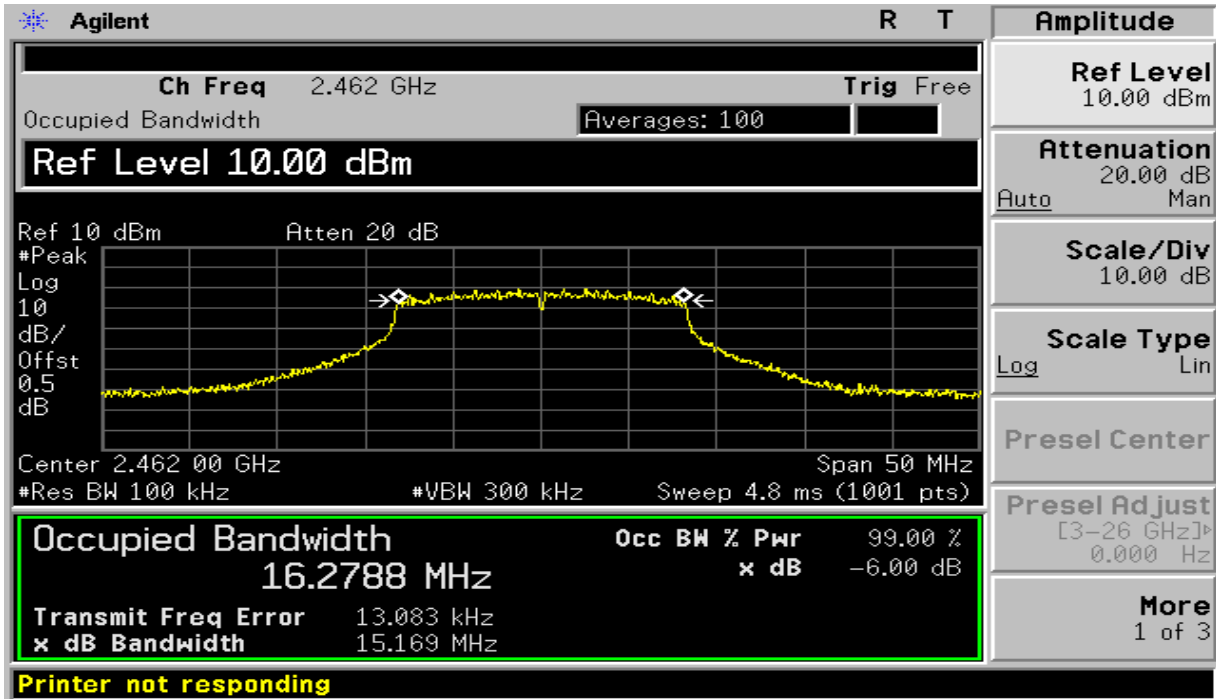 Agilent R T
Ch Freq 2.462 GHz Trig Free
Occupied Bandwidth Averages: 100
Ref Level 10.00 dBm
Ref 10 dBm Atten 20 dB
#Peak
Log
10
dB/
Offst
0.5
dB
Center 2.462 00 GHz Span 50 MHz
#Res BW 100 kHz #VBW 300 kHz Sweep 4.8 ms (1001 pts)
Occupied Bandwidth Occ BW % Pwr 99.00 %
16.2788 MHz x dB -6.00 dB
Transmit Freq Error 13.083 kHz
x dB Bandwidth 15.169 MHz
Printer not responding
Amplitude
Ref Level
10.00 dBm
Attenuation
20.00 dB
Auto Man
Scale/Div
10.00 dB
Scale Type
Log Lin
Presel Center
Presel Adjust
[3-26 GHz]▹
0.000 Hz
More
1 of 3